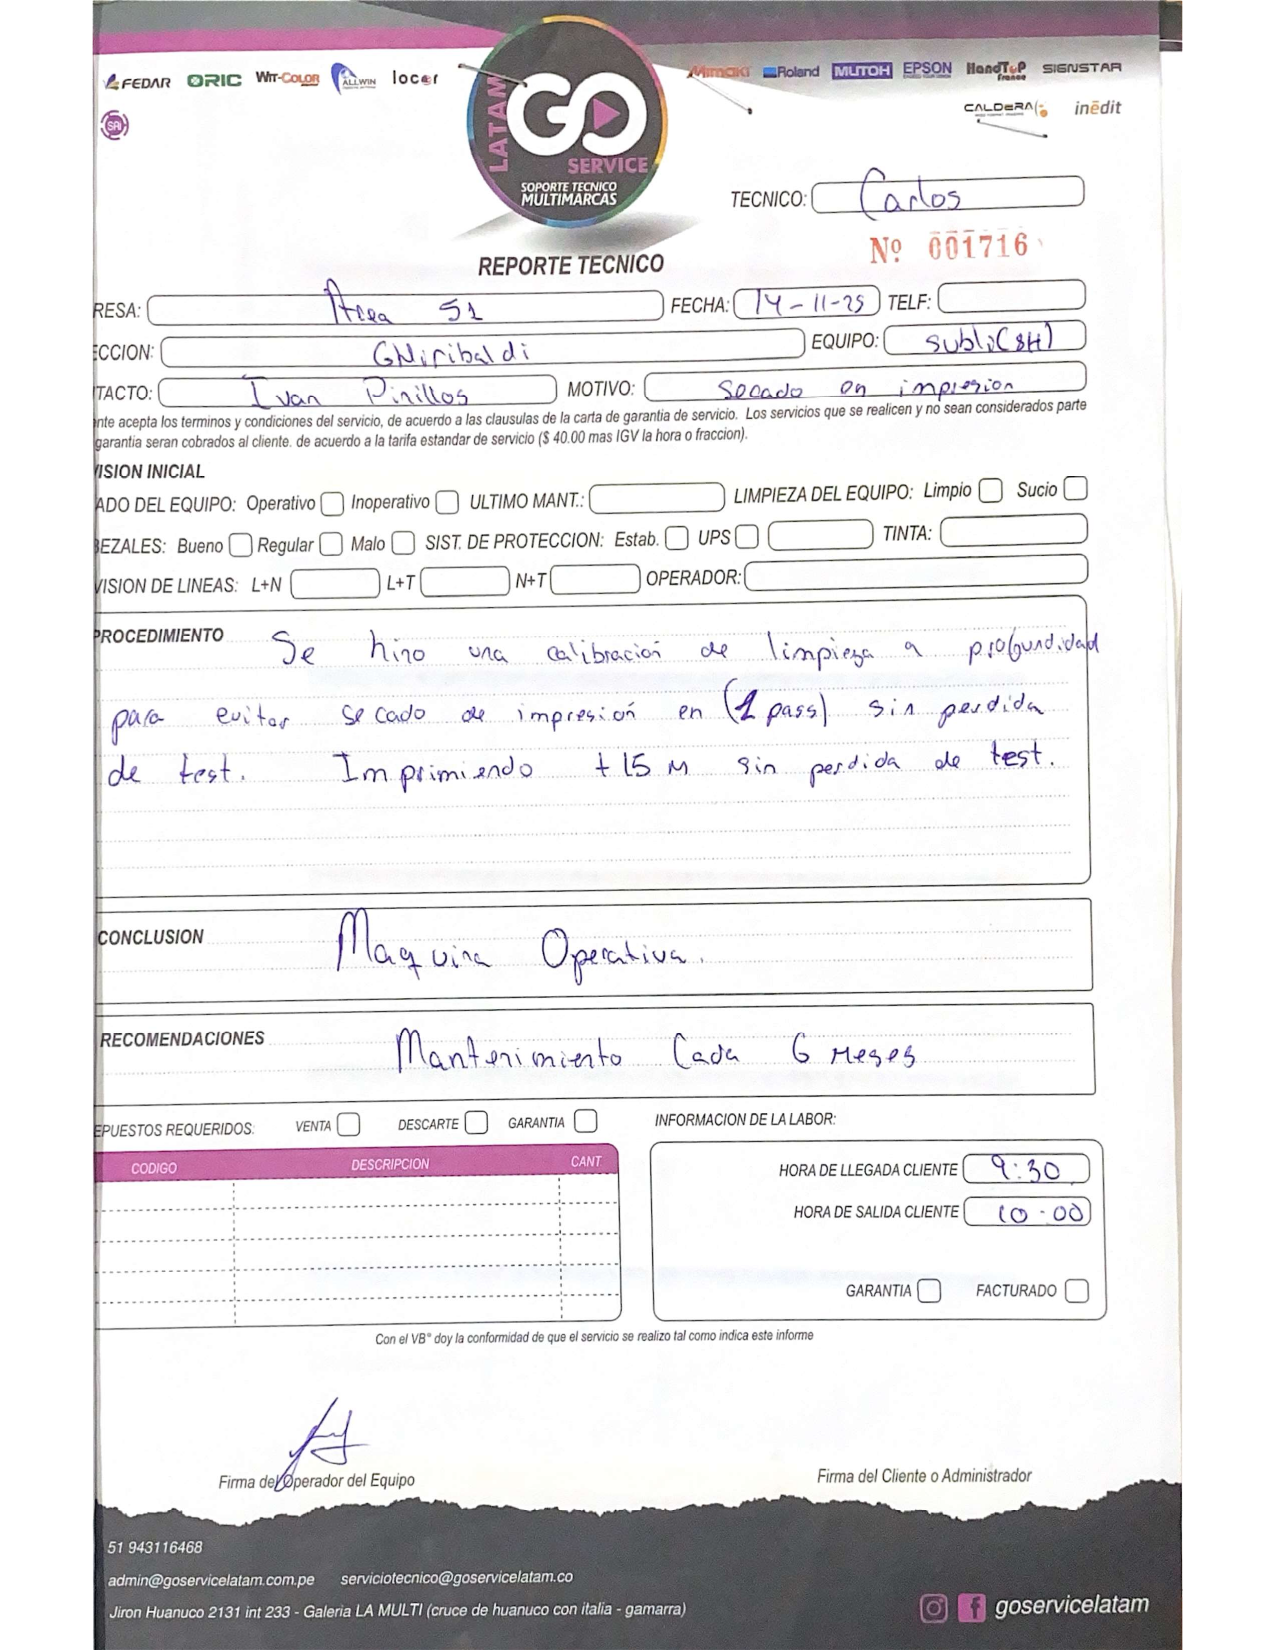 FEDAR ORIC WIT-COLOR ALLWIN locor
SAi
LATAM
GO
SERVICE
SOPORTE TECNICO
MULTIMARCAS
Mimaki Roland MUTOH EPSON HandTop SIGNSTAR
france
CALDERA inēdit
TECNICO: Carlos
Nº 001716
REPORTE TECNICO
RESA: Area 51 FECHA: 14-11-25 TELF:
ECCION: GNiribaldi EQUIPO: subli(8H)
TACTO: Ivan Pinillos MOTIVO: Secado en impresion
nte acepta los terminos y condiciones del servicio, de acuerdo a las clausulas de la carta de garantia de servicio. Los servicios que se realicen y no sean considerados parte
garantia seran cobrados al cliente. de acuerdo a la tarifa estandar de servicio ($ 40.00 mas IGV la hora o fraccion).
ISION INICIAL
ADO DEL EQUIPO: Operativo Inoperativo ULTIMO MANT.: LIMPIEZA DEL EQUIPO: Limpio Sucio
BEZALES: Bueno Regular Malo SIST. DE PROTECCION: Estab. UPS TINTA:
VISION DE LINEAS: L+N L+T N+T OPERADOR:
PROCEDIMIENTO Se hizo una calibración de limpieza a profundidad
para evitar secado de impresión en (1 pass) sin perdida
de test. Imprimiendo +15 M sin perdida de test.
CONCLUSION Maquina Operativa.
RECOMENDACIONES Mantenimiento Cada 6 Meses
EPUESTOS REQUERIDOS: VENTA DESCARTE GARANTIA INFORMACION DE LA LABOR:
CODIGO DESCRIPCION CANT
HORA DE LLEGADA CLIENTE 9:30
HORA DE SALIDA CLIENTE 10:00
GARANTIA FACTURADO
Con el VB° doy la conformidad de que el servicio se realizo tal como indica este informe
Firma del Operador del Equipo Firma del Cliente o Administrador
51 943116468
admin@goservicelatam.com.pe serviciotecnico@goservicelatam.co
Jiron Huanuco 2131 int 233 - Galeria LA MULTI (cruce de huanuco con italia - gamarra)
goservicelatam